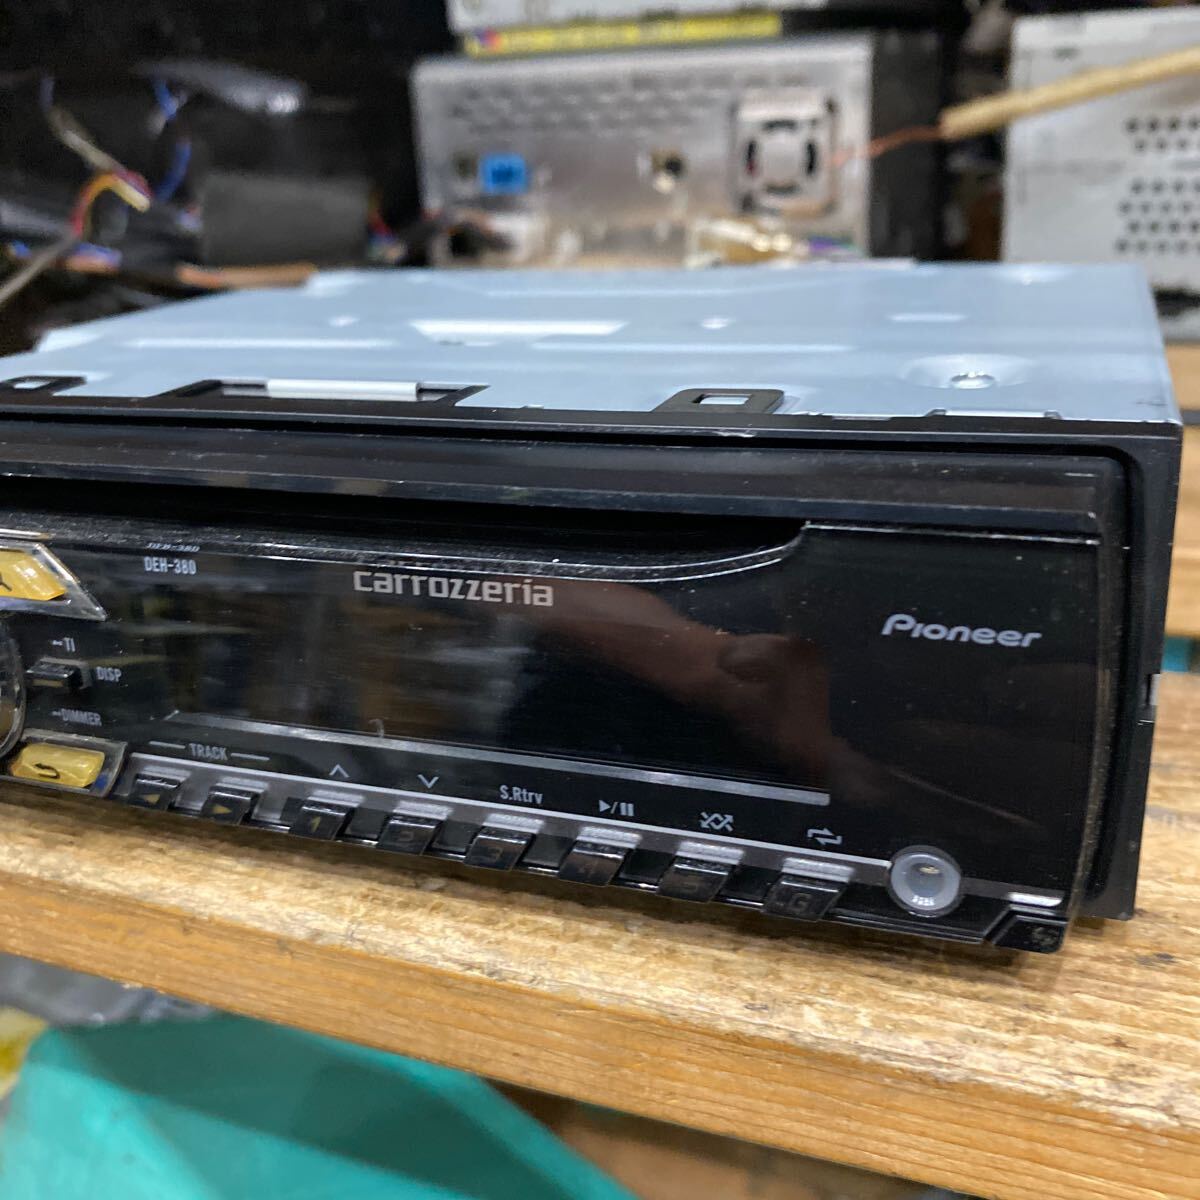 DEH-380
carrozzeria
Pioneer
TI
DISP
DIMMER
TRACK
S.Rtrv
1
2
3
4
5
6